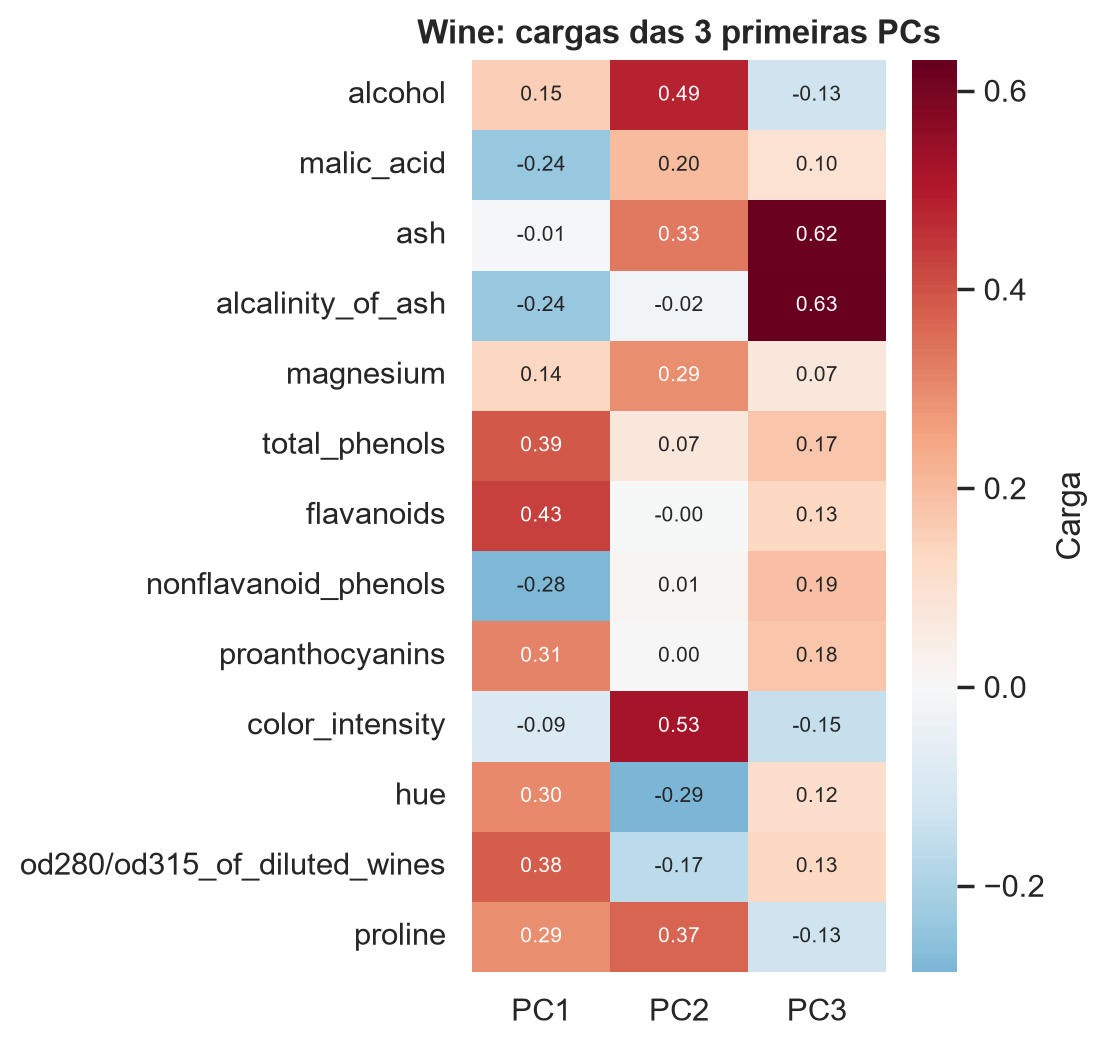 Wine: cargas das 3 primeiras PCs
alcohol 0.15 0.49 -0.13
malic_acid -0.24 0.20 0.10
ash -0.01 0.33 0.62
alcalinity_of_ash -0.24 -0.02 0.63
magnesium 0.14 0.29 0.07
total_phenols 0.39 0.07 0.17
flavanoids 0.43 -0.00 0.13
nonflavanoid_phenols -0.28 0.01 0.19
proanthocyanins 0.31 0.00 0.18
color_intensity -0.09 0.53 -0.15
hue 0.30 -0.29 0.12
od280/od315_of_diluted_wines 0.38 -0.17 0.13
proline 0.29 0.37 -0.13
PC1 PC2 PC3
0.6
0.4
0.2
0.0
−0.2
Carga